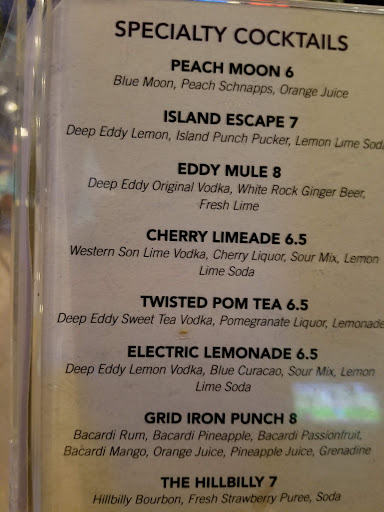 SPECIALTY COCKTAILS
PEACH MOON 6
Blue Moon, Peach Schnapps, Orange Juice
ISLAND ESCAPE 7
Deep Eddy Lemon, Island Punch Pucker, Lemon Lime Soda
EDDY MULE 8
Deep Eddy Original Vodka, White Rock Ginger Beer,
Fresh Lime
CHERRY LIMEADE 6.5
Western Son Lime Vodka, Cherry Liquor, Sour Mix, Lemon
Lime Soda
TWISTED POM TEA 6.5
Deep Eddy Sweet Tea Vodka, Pomegranate Liquor, Lemonade
ELECTRIC LEMONADE 6.5
Deep Eddy Lemon Vodka, Blue Curacao, Sour Mix, Lemon
Lime Soda
GRID IRON PUNCH 8
Bacardi Rum, Bacardi Pineapple, Bacardi Passionfruit,
Bacardi Mango, Orange Juice, Pineapple Juice, Grenadine
THE HILLBILLY 7
Hillbilly Bourbon, Fresh Strawberry Puree, Soda